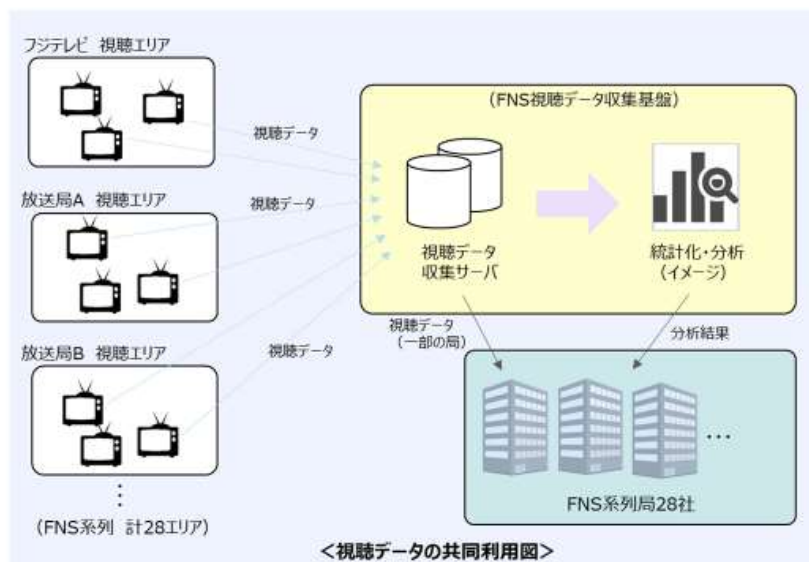 フジテレビ 視聴エリア
視聴データ
放送局A 視聴エリア
視聴データ
放送局B 視聴エリア
視聴データ
︙
(FNS系列 計28エリア)
(FNS視聴データ収集基盤)
視聴データ
収集サーバ
統計化・分析
(イメージ)
視聴データ
(一部の局)
分析結果
…
FNS系列局28社
<視聴データの共同利用図>